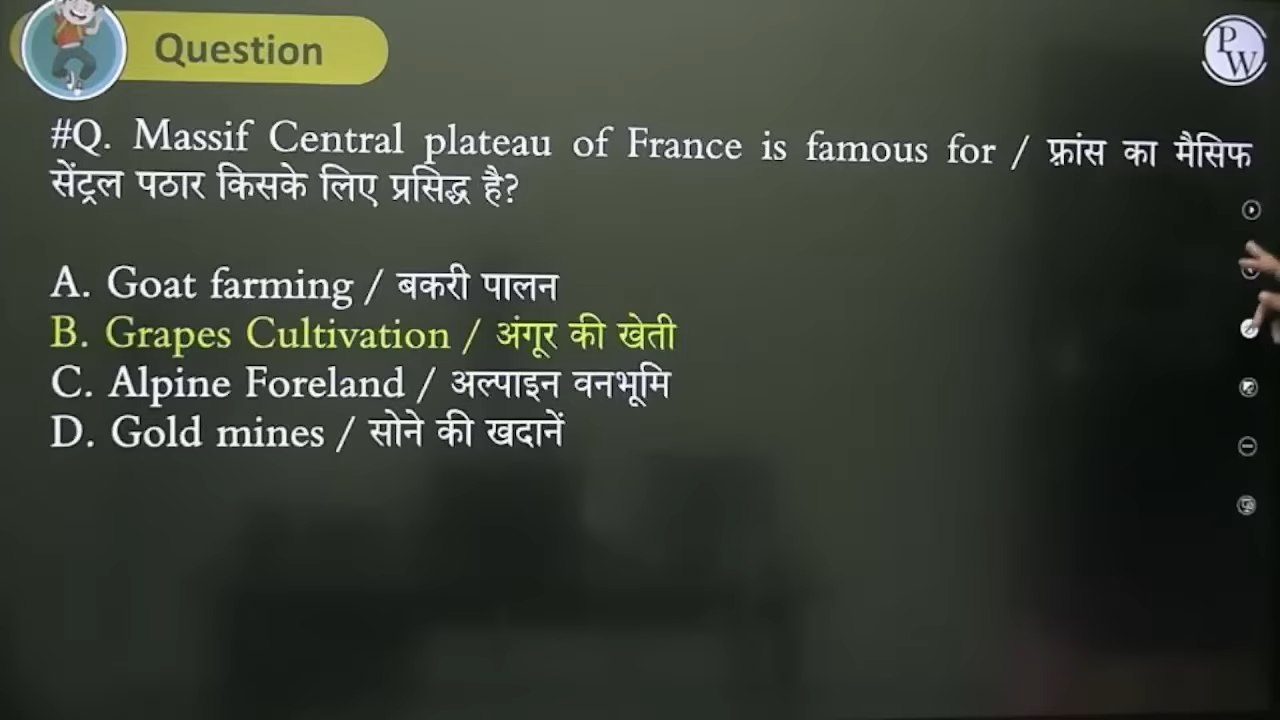 Question
PW
#Q. Massif Central plateau of France is famous for / फ़्रांस का मैसिफ
सेंट्रल पठार किसके लिए प्रसिद्ध है?
A. Goat farming / बकरी पालन
B. Grapes Cultivation / अंगूर की खेती
C. Alpine Foreland / अल्पाइन वनभूमि
D. Gold mines / सोने की खदानें